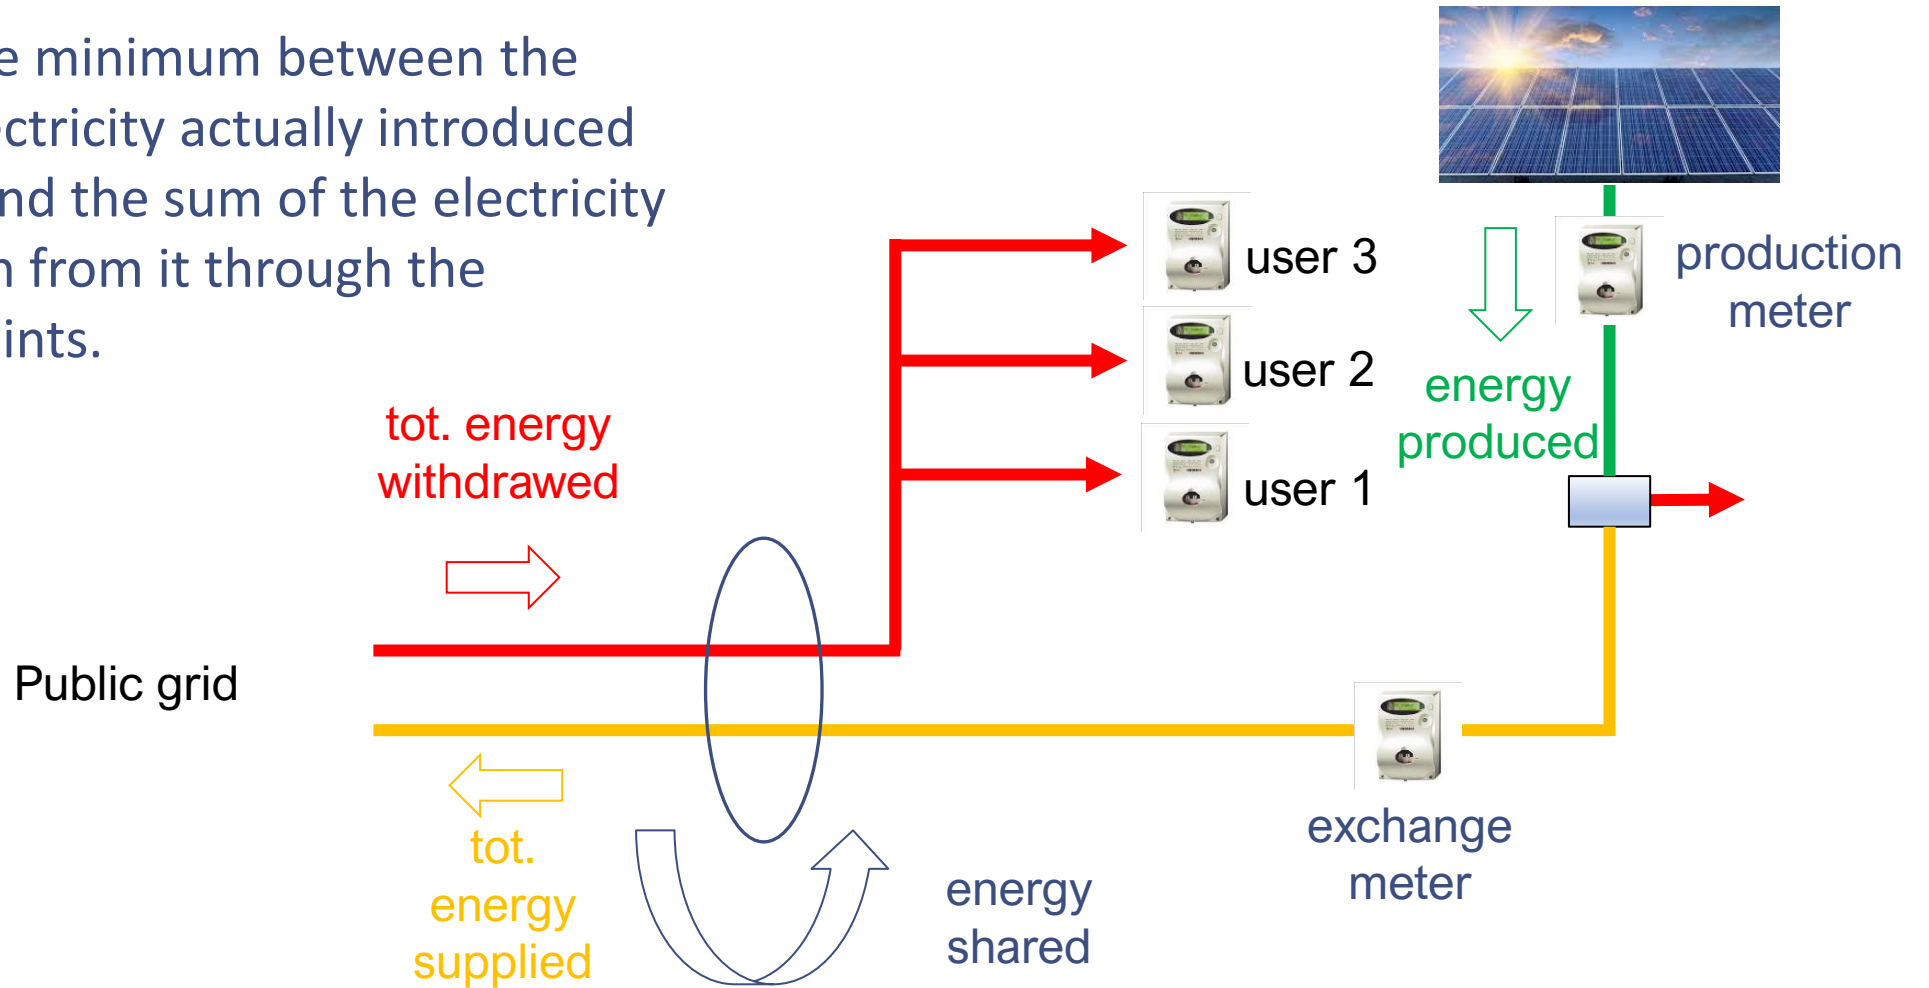 e minimum between the
ectricity actually introduced
nd the sum of the electricity
n from it through the
ints.
user 3
production
meter
user 2
energy
produced
tot. energy
withdrawed
user 1
Public grid
exchange
meter
tot.
energy
supplied
energy
shared